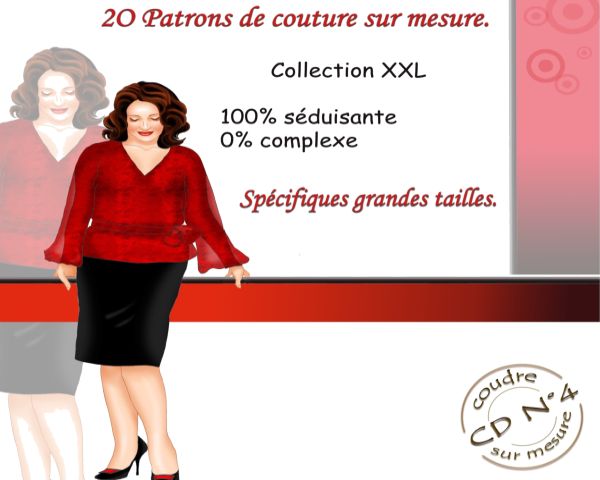 20 Patrons de couture sur mesure.
Collection XXL
100% séduisante
0% complexe
Spécifiques grandes tailles.
coudre
CD N°4
sur mesure